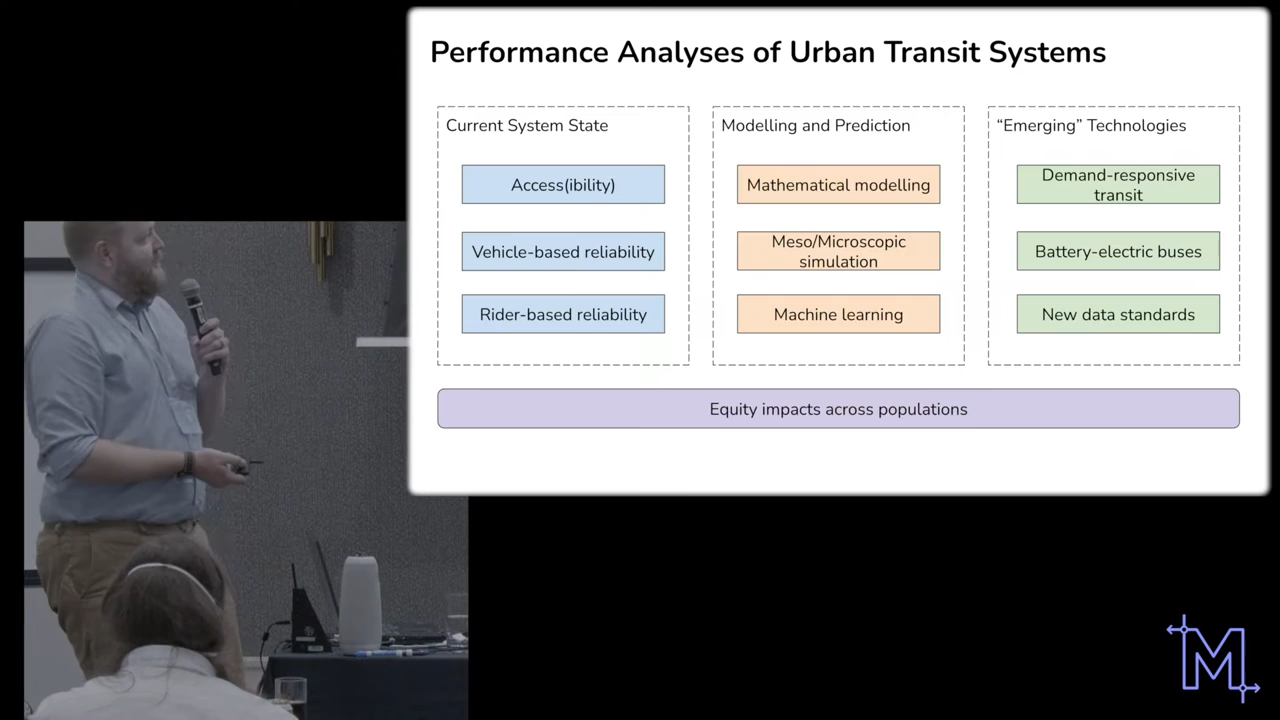 Performance Analyses of Urban Transit Systems
Current System State
Access(ibility)
Vehicle-based reliability
Rider-based reliability
Modelling and Prediction
Mathematical modelling
Meso/Microscopic
simulation
Machine learning
“Emerging” Technologies
Demand-responsive
transit
Battery-electric buses
New data standards
Equity impacts across populations
M